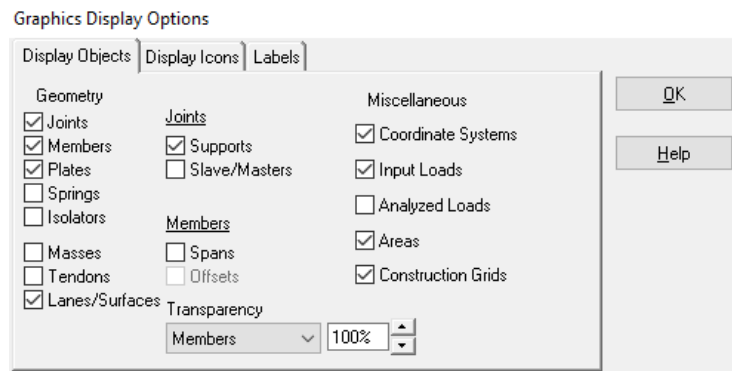 Graphics Display Options
Display Objects Display Icons Labels
Geometry
Joints
Members
Plates
Springs
Isolators
Masses
Tendons
Lanes/Surfaces
Joints
Supports
Slave/Masters
Members
Spans
Offsets
Transparency
Members 100%
Miscellaneous
Coordinate Systems
Input Loads
Analyzed Loads
Areas
Construction Grids
OK
Help